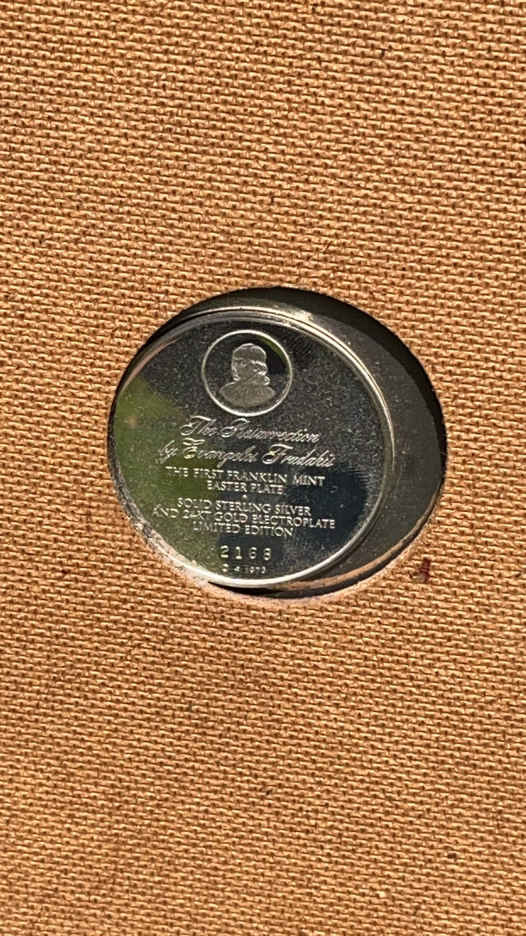 The Resurrection
by Evangelos Frudakis
THE FIRST FRANKLIN MINT
EASTER PLATE
SOLID STERLING SILVER
AND 24KT GOLD ELECTROPLATE
LIMITED EDITION
2168
1973